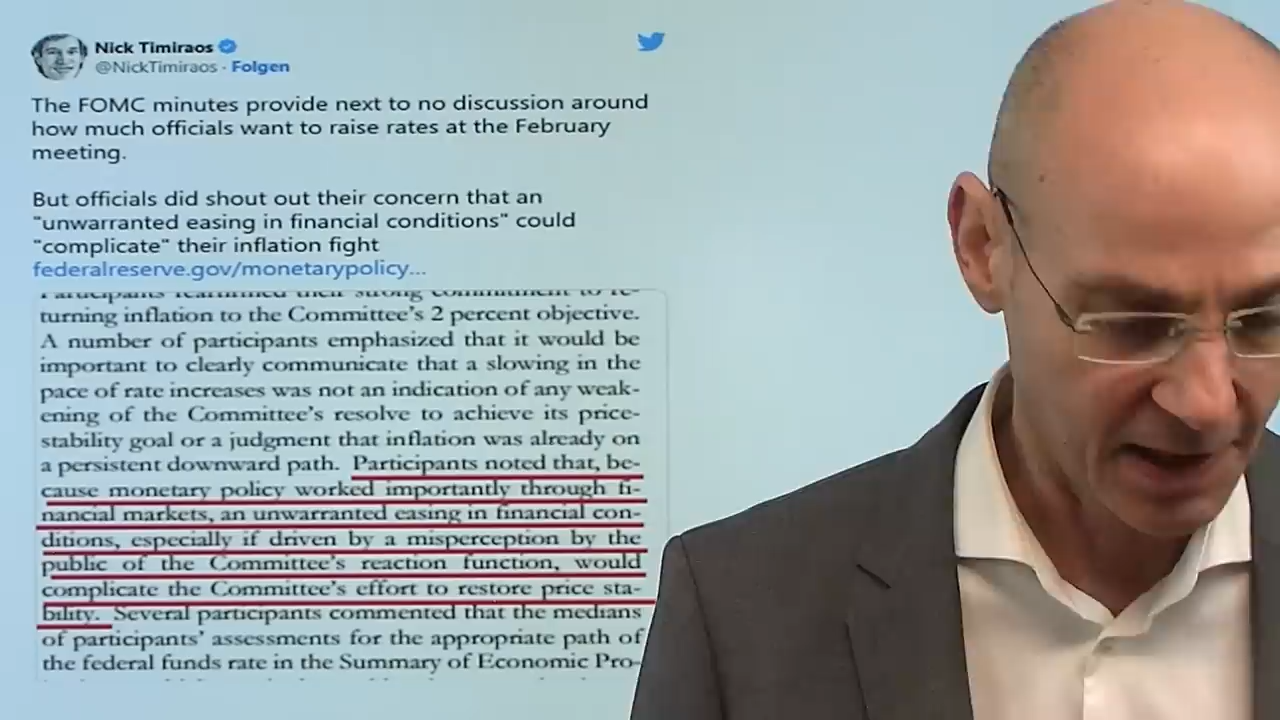 Nick Timiraos
@NickTimiraos · Folgen
The FOMC minutes provide next to no discussion around
how much officials want to raise rates at the February
meeting.
But officials did shout out their concern that an
"unwarranted easing in financial conditions" could
"complicate" their inflation fight
federalreserve.gov/monetarypolicy...
Participants reaffirmed their strong commitment to re-
turning inflation to the Committee's 2 percent objective.
A number of participants emphasized that it would be
important to clearly communicate that a slowing in the
pace of rate increases was not an indication of any weak-
ening of the Committee's resolve to achieve its price-
stability goal or a judgment that inflation was already on
a persistent downward path. Participants noted that, be-
cause monetary policy worked importantly through fi-
nancial markets, an unwarranted easing in financial con-
ditions, especially if driven by a misperception by the
public of the Committee's reaction function, would
complicate the Committee's effort to restore price sta-
bility. Several participants commented that the medians
of participants' assessments for the appropriate path of
the federal funds rate in the Summary of Economic Pro-